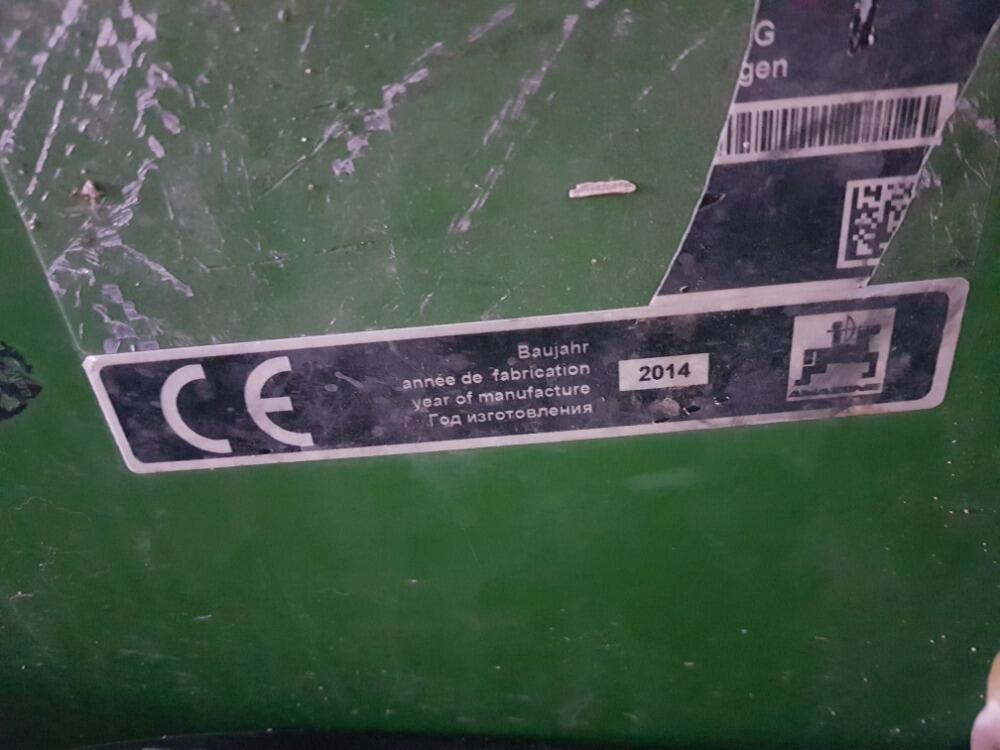 G
gen
CE
Baujahr
année de fabrication
year of manufacture
Год изготовления
2014